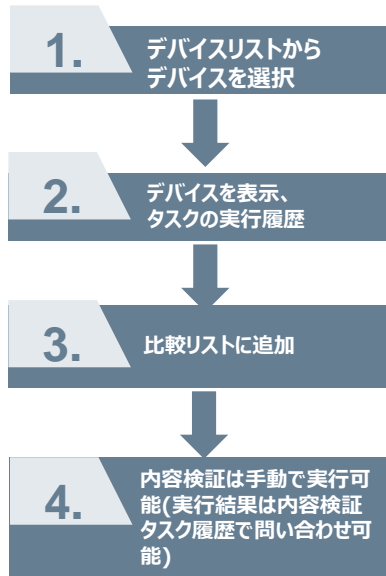 1.
デバイスリストから
デバイスを選択
2.
デバイスを表示、
タスクの実行履歴
3.
比較リストに追加
4.
内容検証は手動で実行可
能(実行結果は内容検証
タスク履歴で問い合わせ可
能)